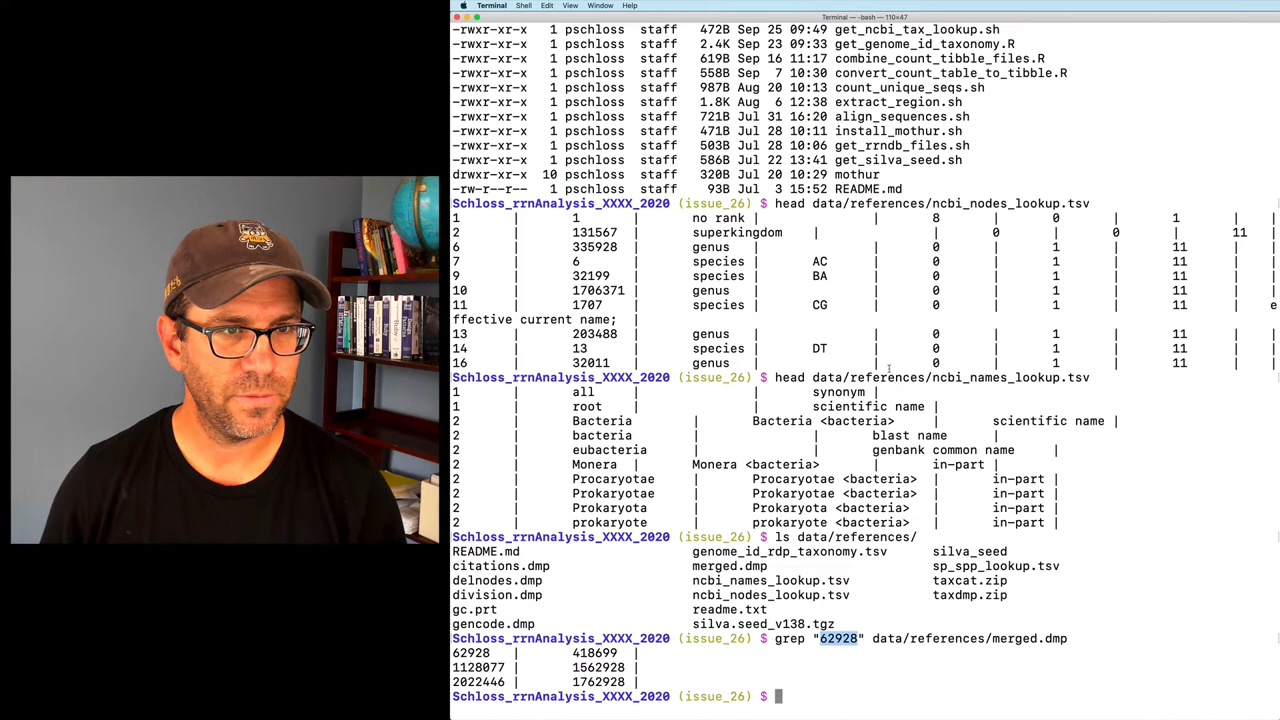 Terminal Shell Edit View Window Help
Terminal — -bash — 110×47
-rwxr-xr-x 1 pschloss staff 472B Sep 25 09:49 get_ncbi_tax_lookup.sh
-rwxr-xr-x 1 pschloss staff 2.4K Sep 23 09:33 get_genome_id_taxonomy.R
-rwxr-xr-x 1 pschloss staff 619B Sep 16 11:17 combine_count_tibble_files.R
-rwxr-xr-x 1 pschloss staff 558B Sep 7 10:30 convert_count_table_to_tibble.R
-rwxr-xr-x 1 pschloss staff 987B Aug 20 10:13 count_unique_seqs.sh
-rwxr-xr-x 1 pschloss staff 1.8K Aug 6 12:38 extract_region.sh
-rwxr-xr-x 1 pschloss staff 721B Jul 31 16:20 align_sequences.sh
-rwxr-xr-x 1 pschloss staff 471B Jul 28 10:11 install_mothur.sh
-rwxr-xr-x 1 pschloss staff 503B Jul 28 10:06 get_rrndb_files.sh
-rwxr-xr-x 1 pschloss staff 586B Jul 22 13:41 get_silva_seed.sh
drwxr-xr-x 10 pschloss staff 320B Jul 20 10:29 mothur
-rw-r--r-- 1 pschloss staff 93B Jul 3 15:52 README.md
Schloss_rrnAnalysis_XXXX_2020 (issue_26) $ head data/references/ncbi_nodes_lookup.tsv
1 | 1 | no rank | | 8 | 0 | 1 | |
2 | 131567 | superkingdom | | 0 | 0 | 11 |
6 | 335928 | genus | | 0 | 1 | 11 | |
7 | 6 | species | AC | 0 | 1 | 11 | |
9 | 32199 | species | BA | 0 | 1 | 11 | |
10 | 1706371 | genus | | 0 | 1 | 11 | |
11 | 1707 | species | CG | 0 | 1 | 11 | e
ffective current name; |
13 | 203488 | genus | | 0 | 1 | 11 | |
14 | 13 | species | DT | 0 | 1 | 11 | |
16 | 32011 | genus | | 0 | 1 | 11 | |
Schloss_rrnAnalysis_XXXX_2020 (issue_26) $ head data/references/ncbi_names_lookup.tsv
1 | all | | synonym |
1 | root | | scientific name |
2 | Bacteria | Bacteria <bacteria> | scientific name |
2 | bacteria | | blast name |
2 | eubacteria | | genbank common name |
2 | Monera | Monera <bacteria> | in-part |
2 | Procaryotae | Procaryotae <bacteria> | in-part |
2 | Prokaryotae | Prokaryotae <bacteria> | in-part |
2 | Prokaryota | Prokaryota <bacteria> | in-part |
2 | prokaryote | prokaryote <bacteria> | in-part |
Schloss_rrnAnalysis_XXXX_2020 (issue_26) $ ls data/references/
README.md genome_id_rdp_taxonomy.tsv silva_seed
citations.dmp merged.dmp sp_spp_lookup.tsv
delnodes.dmp ncbi_names_lookup.tsv taxcat.zip
division.dmp ncbi_nodes_lookup.tsv taxdmp.zip
gc.prt readme.txt
gencode.dmp silva.seed_v138.tgz
Schloss_rrnAnalysis_XXXX_2020 (issue_26) $ grep "62928" data/references/merged.dmp
62928 | 418699 |
1128077 | 1562928 |
2022446 | 1762928 |
Schloss_rrnAnalysis_XXXX_2020 (issue_26) $